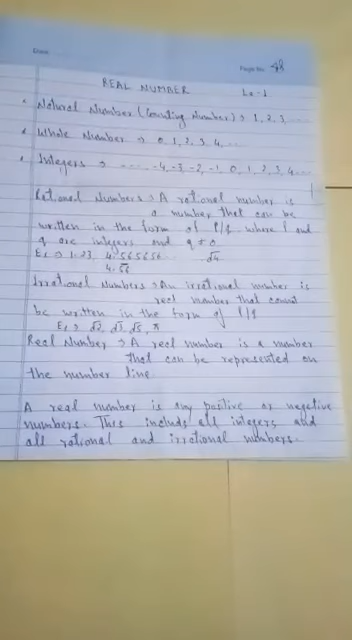 Date
Page No. 48
REAL NUMBER Lo-1
Natural Number (Counting Number) → 1, 2, 3 ....
Whole Number → 0, 1, 2, 3, 4, ...
Integers → .... -4, -3, -2, -1, 0, 1, 2, 3, 4...
Rational Numbers → A rational number is
a number that can be
written in the form of P/q where P and
q are integers and q ≠ 0
Ex → 1.23, 4.565656... √4
4.56
Irrational Numbers → An irrational number is
real number that cannot
be written in the form of P/q
Ex → √2, √3, √5, π
Real Number → A real number is a number
that can be represented on
the number line.
A real number is any positive or negative
numbers. This includs all integers and
all rational and irrational numbers.